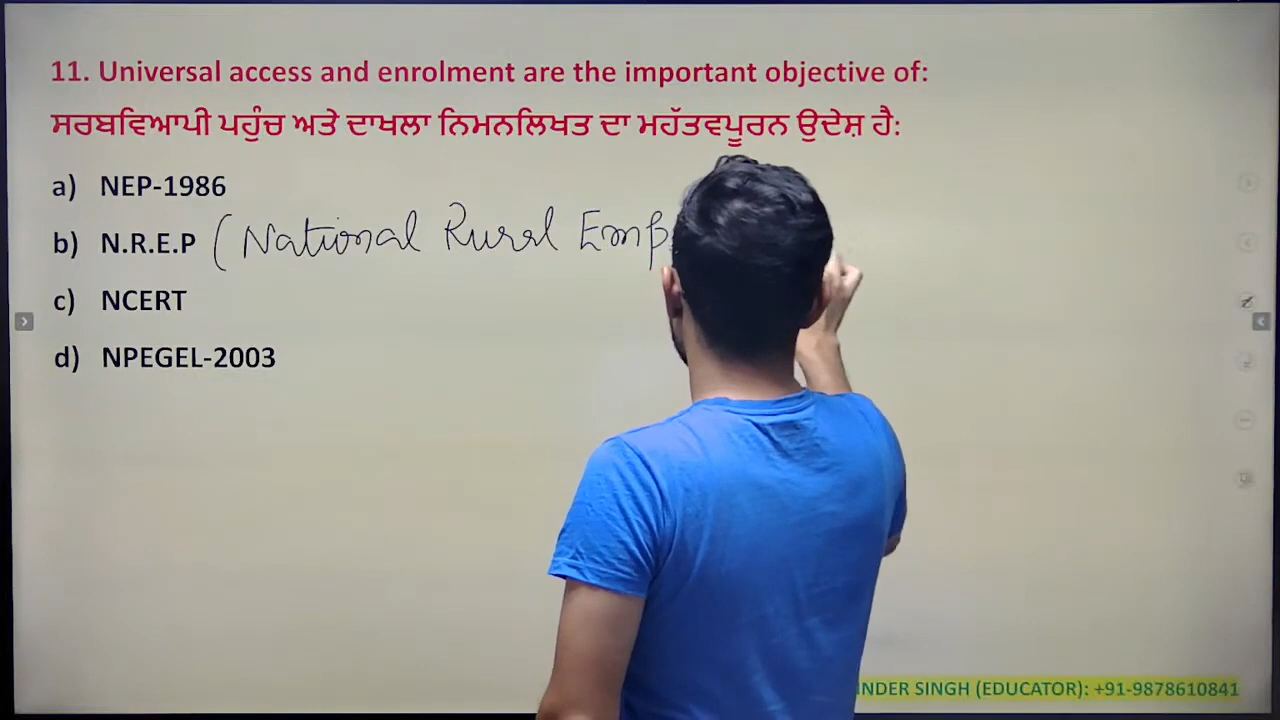 11. Universal access and enrolment are the important objective of:
ਸਰਬਵਿਆਪੀ ਪਹੁੰਚ ਅਤੇ ਦਾਖਲਾ ਨਿਮਨਲਿਖਤ ਦਾ ਮਹੱਤਵਪੂਰਨ ਉਦੇਸ਼ ਹੈ:
a) NEP-1986
b) N.R.E.P (National Rural Emp
c) NCERT
d) NPEGEL-2003
INDER SINGH (EDUCATOR): +91-9878610841